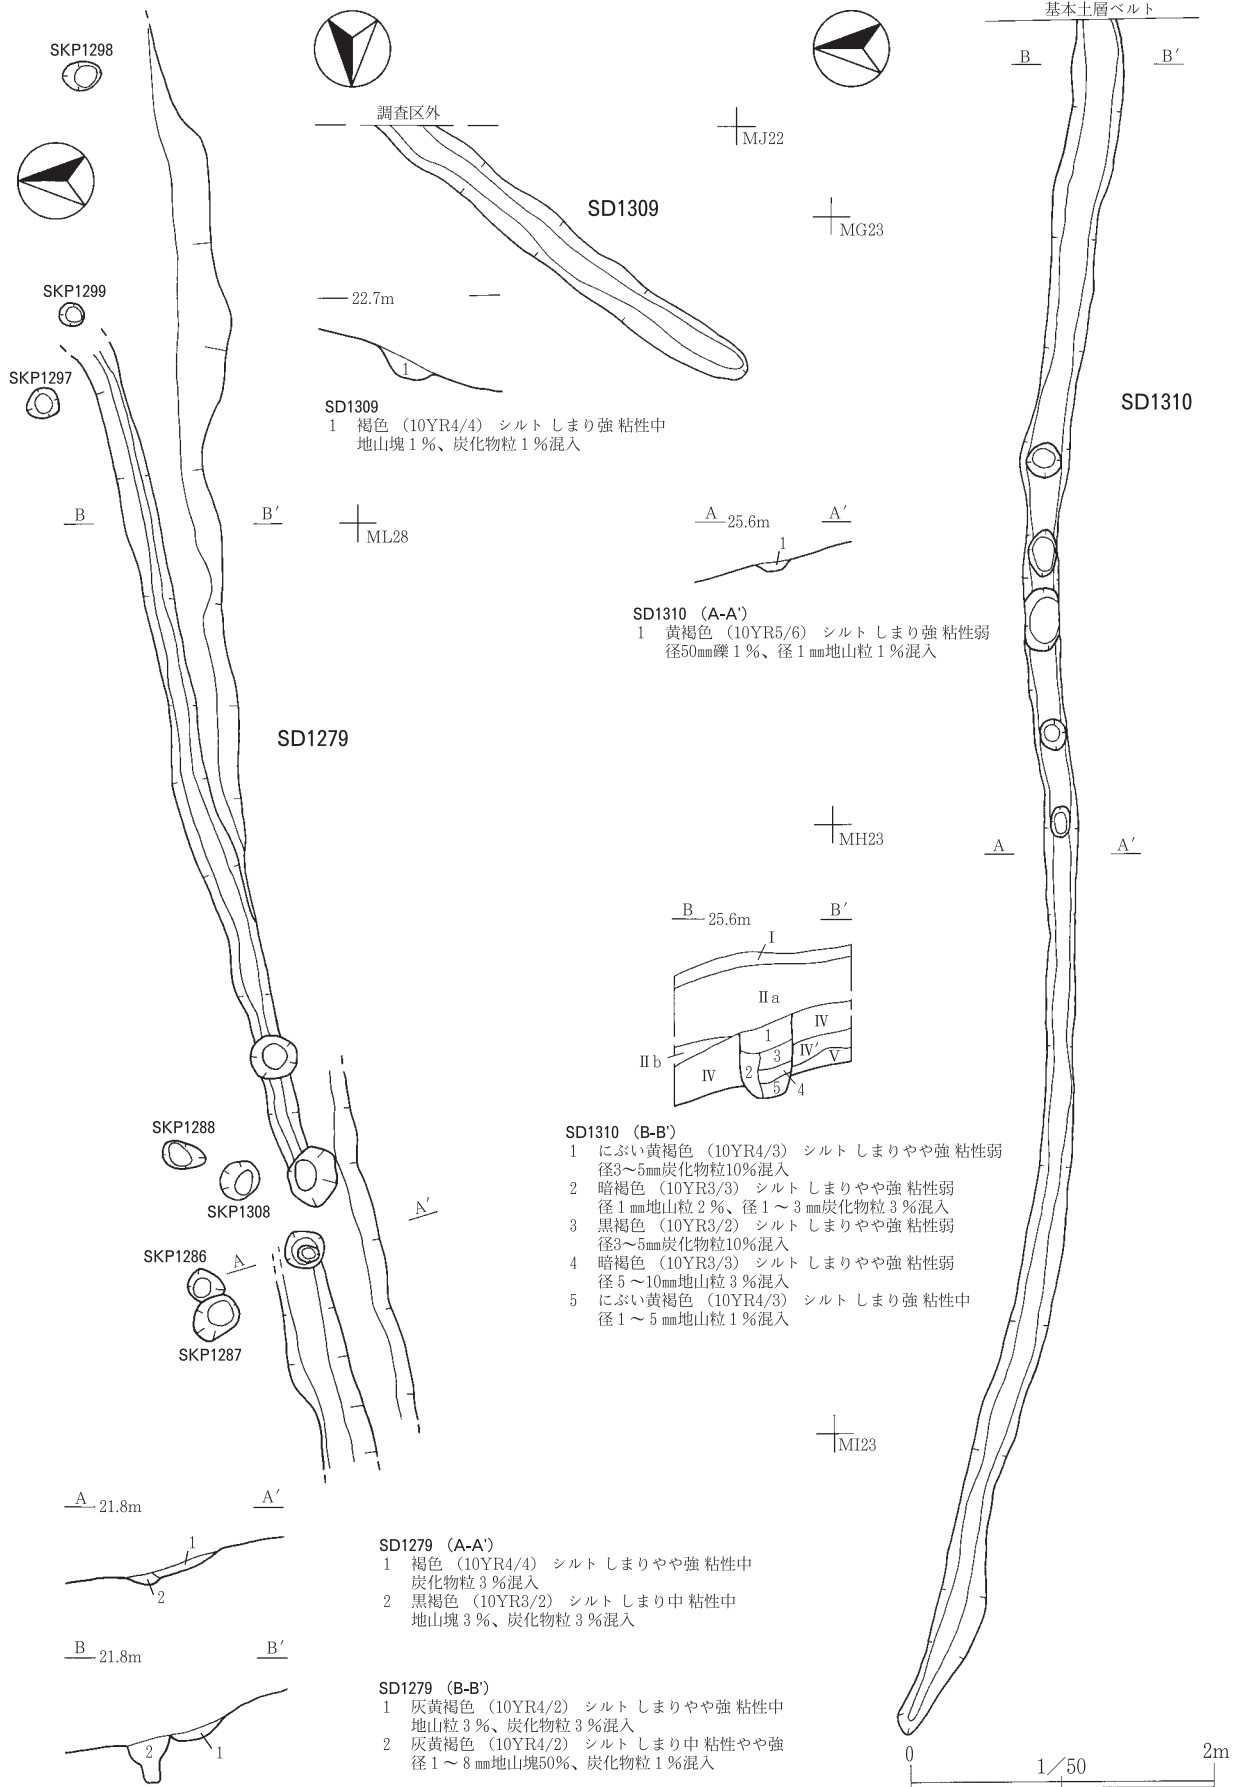 基本土層ベルト
SKP1298
B
B′
調査区外
MJ22
SD1309
MG23
SKP1299
22.7m
SKP1297
1
SD1310
SD1309
1 褐色 （10YR4/4） シルト しまり強 粘性中
地山塊１％、炭化物粒１％混入
B
B′
ML28
A 25.6m A′
1
SD1310 （A-A'）
1 黄褐色 （10YR5/6） シルト しまり強 粘性弱
径50㎜礫１％、径１㎜地山粒１％混入
SD1279
MH23
A
A′
B 25.6m B′
Ⅰ
Ⅱa
1
Ⅳ
Ⅱb
3
Ⅳ′
Ⅴ
Ⅳ
2
5
4
SKP1288
SD1310 （B-B'）
1 にぶい黄褐色 （10YR4/3） シルト しまりやや強 粘性弱
径3～5㎜炭化物粒10％混入
2 暗褐色 （10YR3/3） シルト しまりやや強 粘性弱
径１㎜地山粒２％、径１～３㎜炭化物粒３％混入
3 黒褐色 （10YR3/2） シルト しまりやや強 粘性弱
径3～5㎜炭化物粒10％混入
4 暗褐色 （10YR3/3） シルト しまりやや強 粘性弱
径５～10㎜地山粒３％混入
5 にぶい黄褐色 （10YR4/3） シルト しまり強 粘性中
径１～５㎜地山粒１％混入
SKP1308
A′
SKP1286
A
SKP1287
MI23
A 21.8m A′
1
2
SD1279 （A-A'）
1 褐色 （10YR4/4） シルト しまりやや強 粘性中
炭化物粒３％混入
2 黒褐色 （10YR3/2） シルト しまり中 粘性中
地山塊３％、炭化物粒３％混入
B 21.8m B′
2
1
SD1279 （B-B'）
1 灰黄褐色 （10YR4/2） シルト しまりやや強 粘性中
地山粒３％、炭化物粒３％混入
2 灰黄褐色 （10YR4/2） シルト しまり中 粘性やや強
径１～８㎜地山塊50％、炭化物粒１％混入
0 1／50 2m